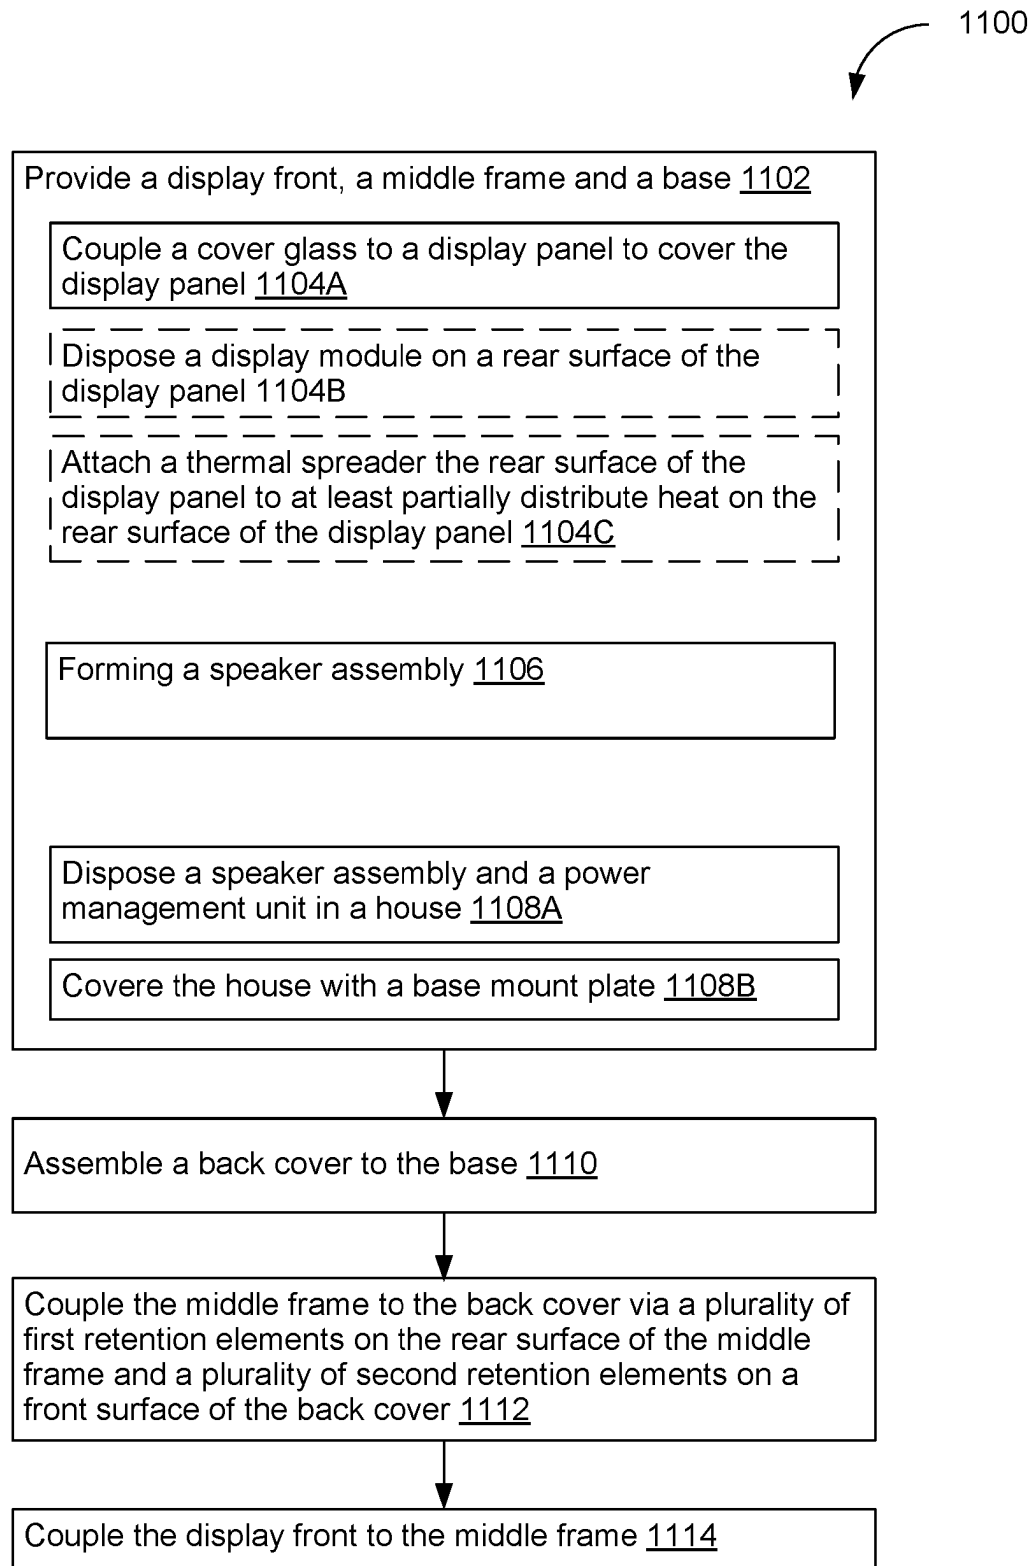 1100
Provide a display front, a middle frame and a base 1102
Couple a cover glass to a display panel to cover the
display panel 1104A
Dispose a display module on a rear surface of the
display panel 1104B
Attach a thermal spreader the rear surface of the
display panel to at least partially distribute heat on the
rear surface of the display panel 1104C
Forming a speaker assembly 1106
Dispose a speaker assembly and a power
management unit in a house 1108A
Covere the house with a base mount plate 1108B
Assemble a back cover to the base 1110
Couple the middle frame to the back cover via a plurality of
first retention elements on the rear surface of the middle
frame and a plurality of second retention elements on a
front surface of the back cover 1112
Couple the display front to the middle frame 1114